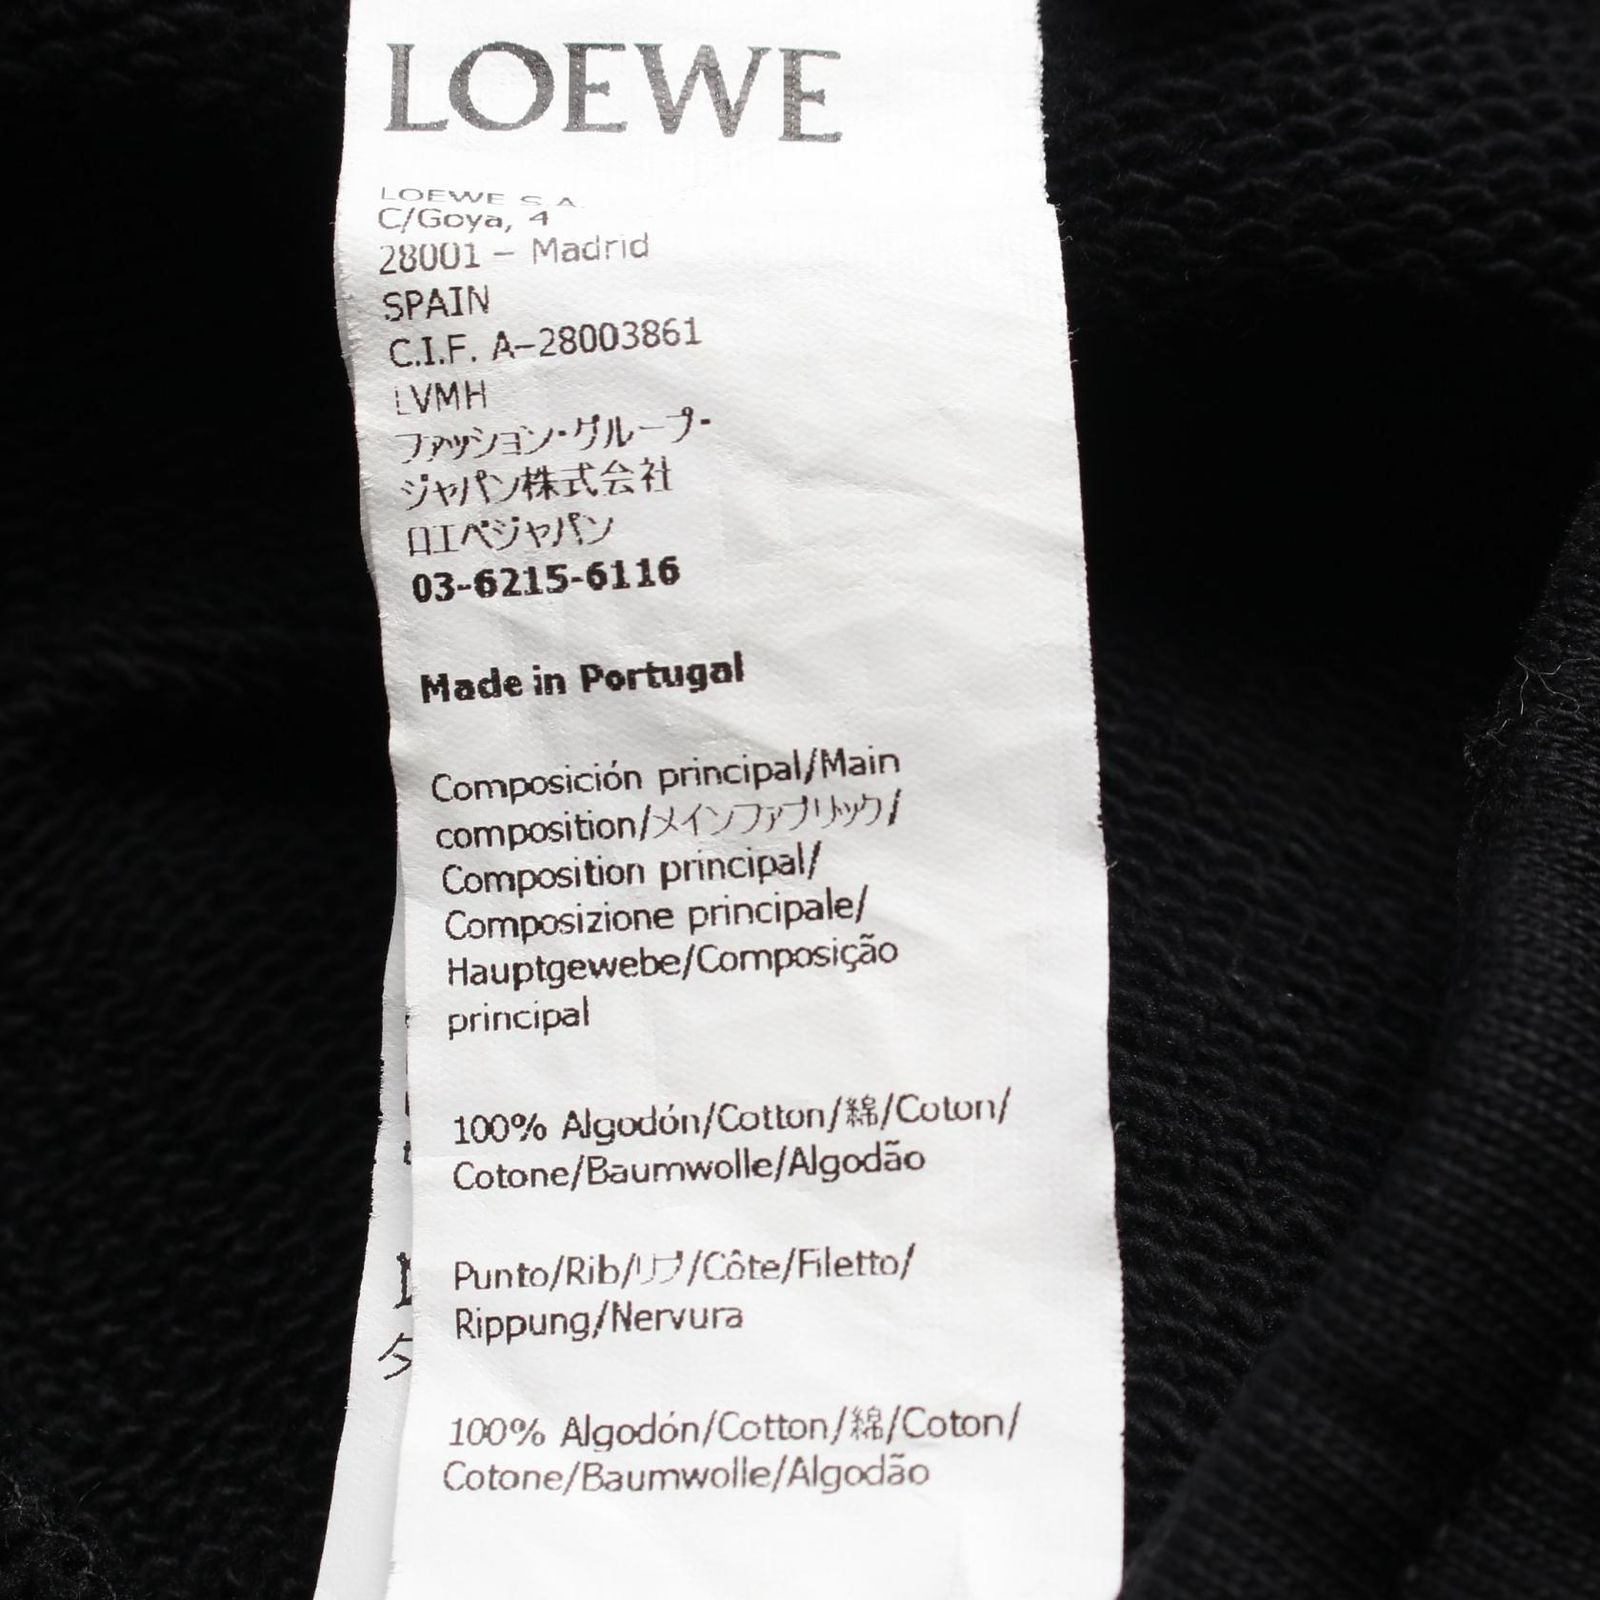 LOEWE
LOEWE S.A.
C/Goya, 4
28001 – Madrid
SPAIN
C.I.F. A-28003861
LVMH
ファッション・グループ・
ジャパン株式会社
ロエベジャパン
03-6215-6116
Made in Portugal
Composición principal/Main
composition/メインファブリック/
Composition principal/
Composizione principale/
Hauptgewebe/Composição
principal
100% Algodón/Cotton/綿/Coton/
Cotone/Baumwolle/Algodão
Punto/Rib/リブ/Côte/Filetto/
Rippung/Nervura
100% Algodón/Cotton/綿/Coton/
Cotone/Baumwolle/Algodão